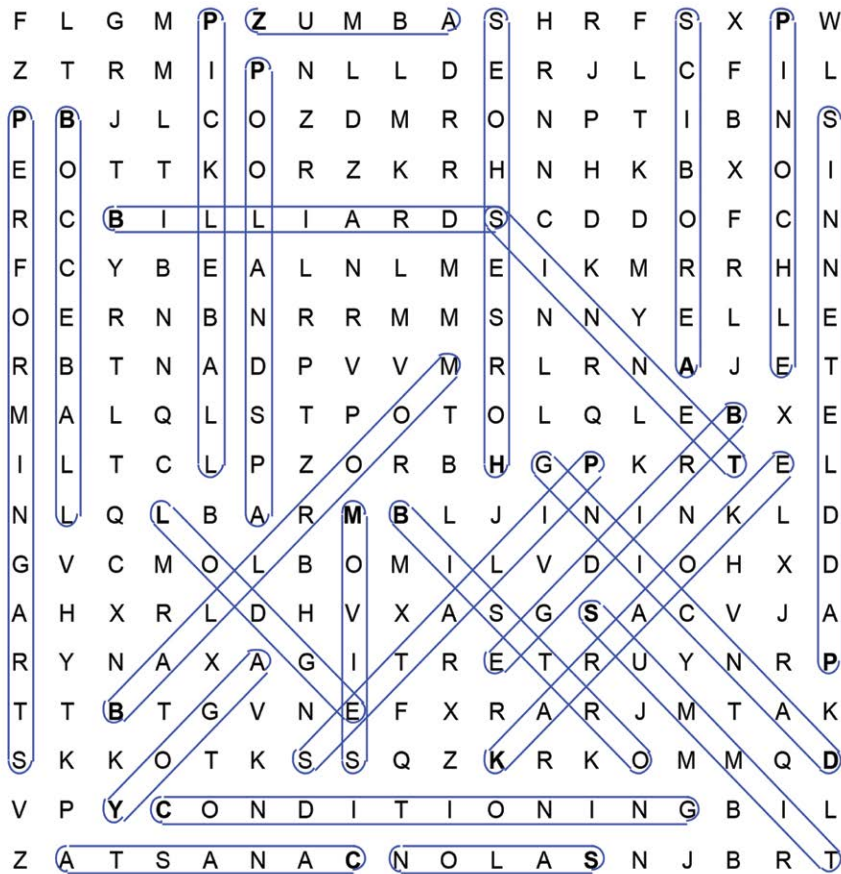 F L G M P Z U M B A S H R F S X P W
Z T R M I P N L L D E R J L C F I L
P B J L C O Z D M R O N P T I B N S
E O T T K O R Z K R H N H K B X O I
R C B I L L I A R D S C D D O F C N
F C Y B E A L N L M E I K M R R H N
O E R N B N R R M M S N N Y E L L E
R B T N A D P V V M R L R N A J E T
M A L Q L S T P O T O L Q L E B X E
I L T C L P Z O R B H G P K R T E L
N L Q L B A R M B L J I N I N K L D
G V C M O L B O M I L V D I O H X D
A H X R L D H V X A S G S A C V J A
R Y N A X A G I T R E T R U Y N R P
T T B T G V N E F X R A R J M T A K
S K K O T K S S Q Z K R K O M M Q D
V P Y C O N D I T I O N I N G B I L
Z A T S A N A C N O L A S N J B R T